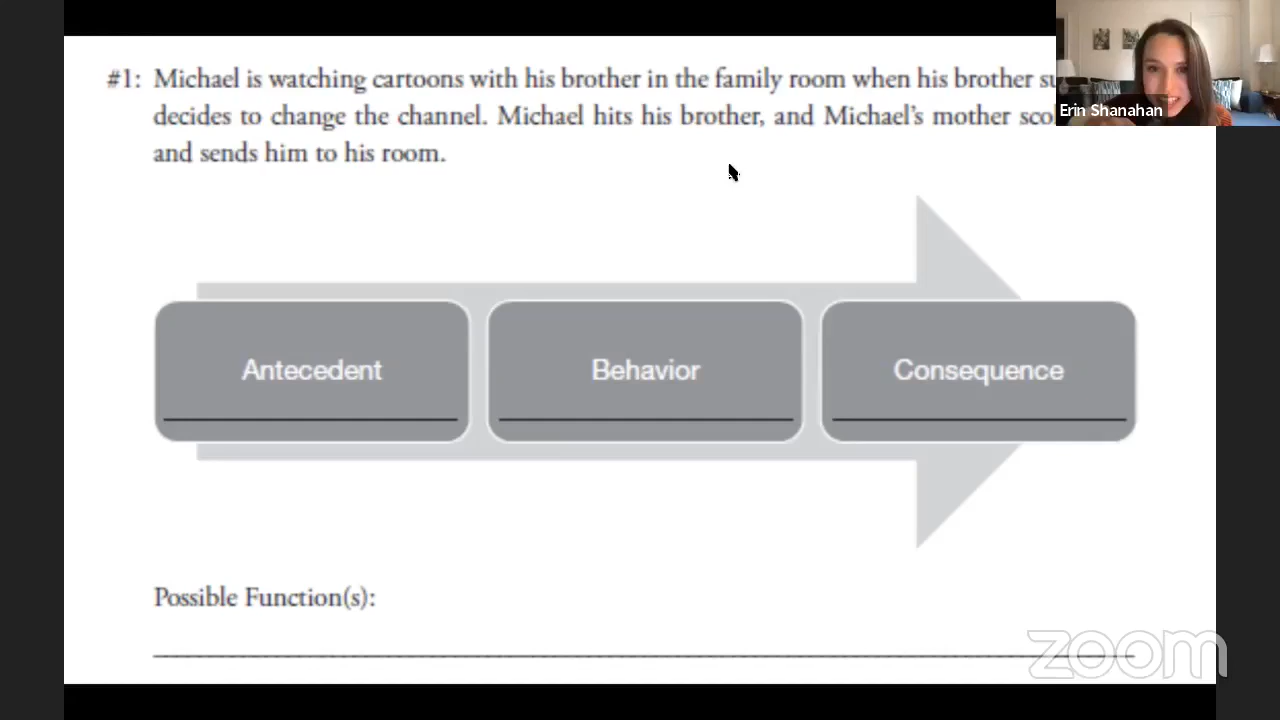 #1: Michael is watching cartoons with his brother in the family room when his brother
decides to change the channel. Michael hits his brother, and Michael's mother
and sends him to his room.
Erin Shanahan
Antecedent
Behavior
Consequence
Possible Function(s):
zoom